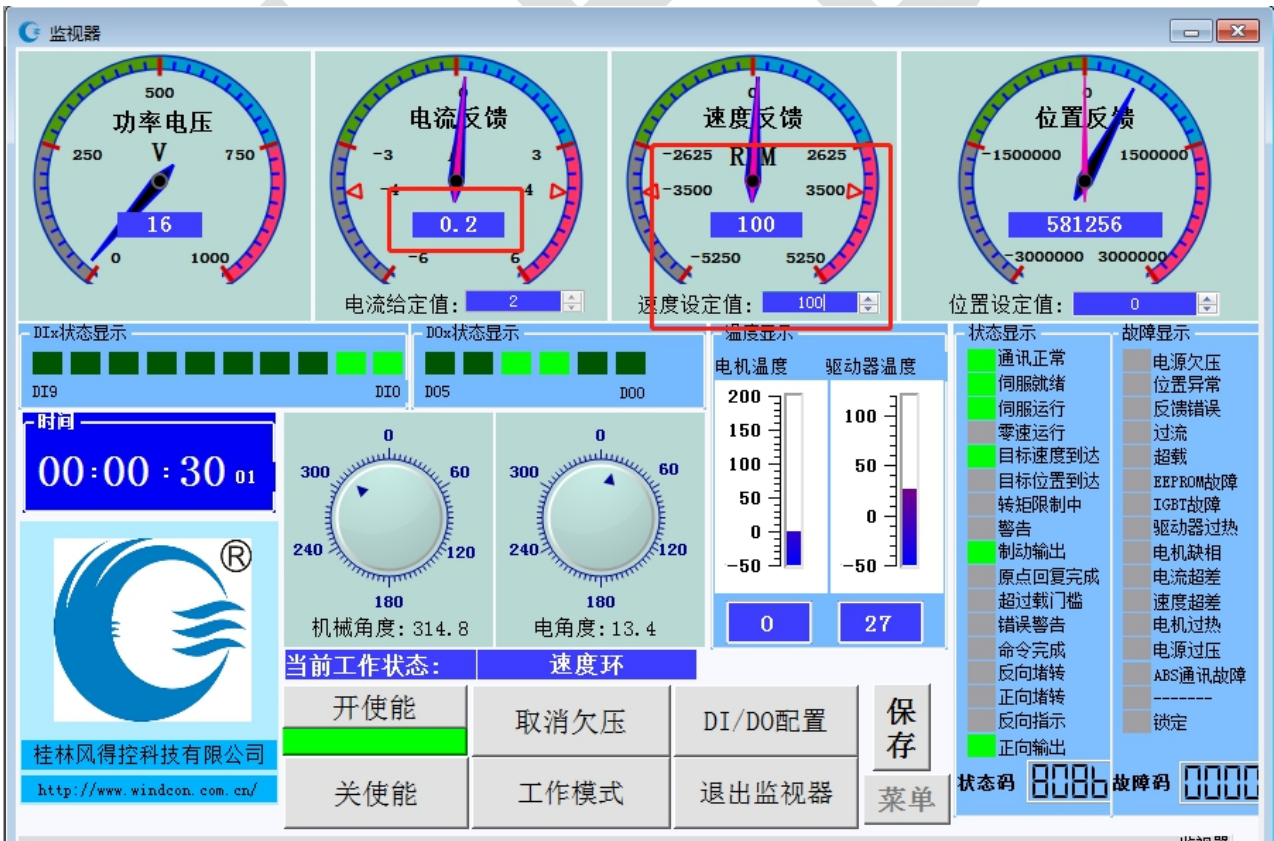 监视器
500
功率电压
250 V 750
16
0 1000
0
电流反馈
-3 A 3
-4 4
0.2
-6 6
电流给定值: 2
0
速度反馈
-2625 RPM 2625
-3500 3500
100
-5250 5250
速度设定值: 100
0
位置反馈
-1500000 1500000
581256
-3000000 3000000
位置设定值: 0
DIx状态显示
DI9 DI0
DOx状态显示
DO5 DO0
时间
00:00:30 01
0
300 60
240 120
180
机械角度:314.8
0
300 60
240 120
180
电角度:13.4
温度显示
电机温度 驱动器温度
200
150
100
50
0
-50
0
100
50
0
-50
27
状态显示
通讯正常
伺服就绪
伺服运行
零速运行
目标速度到达
目标位置到达
转矩限制中
警告
制动输出
原点回复完成
超过载门槛
错误警告
命令完成
反向堵转
正向堵转
反向指示
正向输出
状态码 808b
故障显示
电源欠压
位置异常
反馈错误
过流
超载
EEPROM故障
IGBT故障
驱动器过热
电机缺相
电流超差
速度超差
电机过热
电源过压
ABS通讯故障
-------
锁定
故障码 0000
®
桂林风得控科技有限公司
http://www.windcon.com.cn/
当前工作状态: 速度环
开使能
取消欠压
DI/DO配置
保存
关使能
工作模式
退出监视器
菜单
监视器